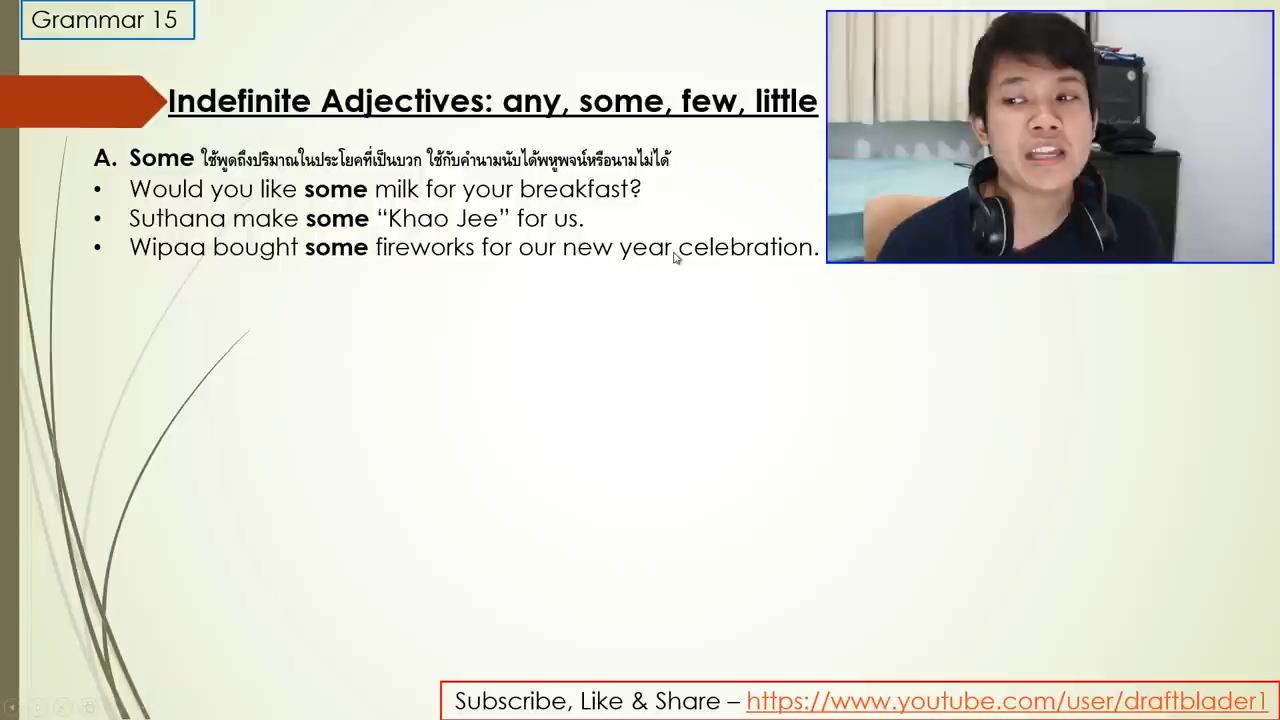 Grammar 15
Indefinite Adjectives: any, some, few, little
A. Some ใช้พูดถึงปริมาณในประโยคที่เป็นบวก ใช้กับคำนามนับได้พหูพจน์หรือนามไม่ได้
• Would you like some milk for your breakfast?
• Suthana make some “Khao Jee” for us.
• Wipaa bought some fireworks for our new year celebration.
Subscribe, Like & Share – https://www.youtube.com/user/draftblader1